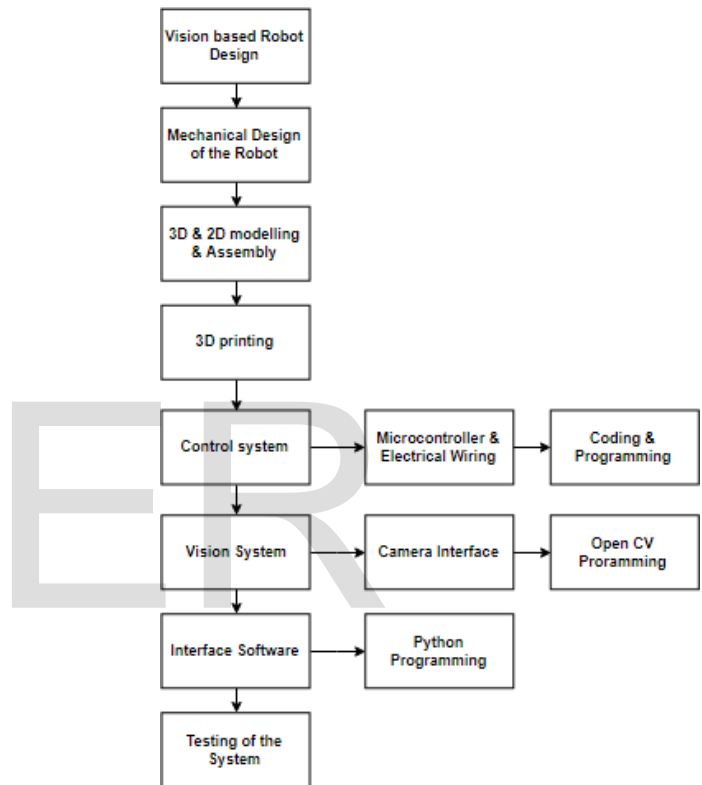 Vision based Robot
Design
Mechanical Design
of the Robot
3D & 2D modelling
& Assembly
3D printing
Control system
Microcontroller &
Electrical Wiring
Coding &
Programming
Vision System
Camera Interface
Open CV
Proramming
Interface Software
Python
Programming
Testing of the
System
ER